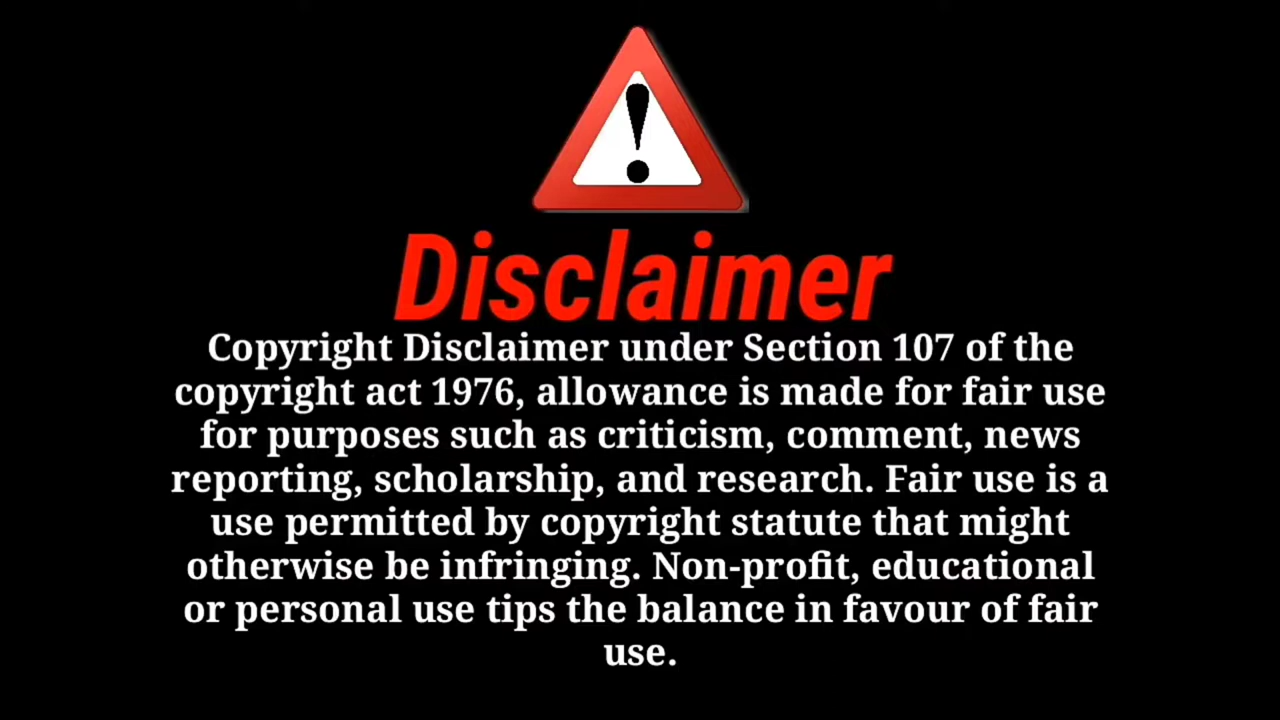 Disclaimer
Copyright Disclaimer under Section 107 of the
copyright act 1976, allowance is made for fair use
for purposes such as criticism, comment, news
reporting, scholarship, and research. Fair use is a
use permitted by copyright statute that might
otherwise be infringing. Non-profit, educational
or personal use tips the balance in favour of fair
use.